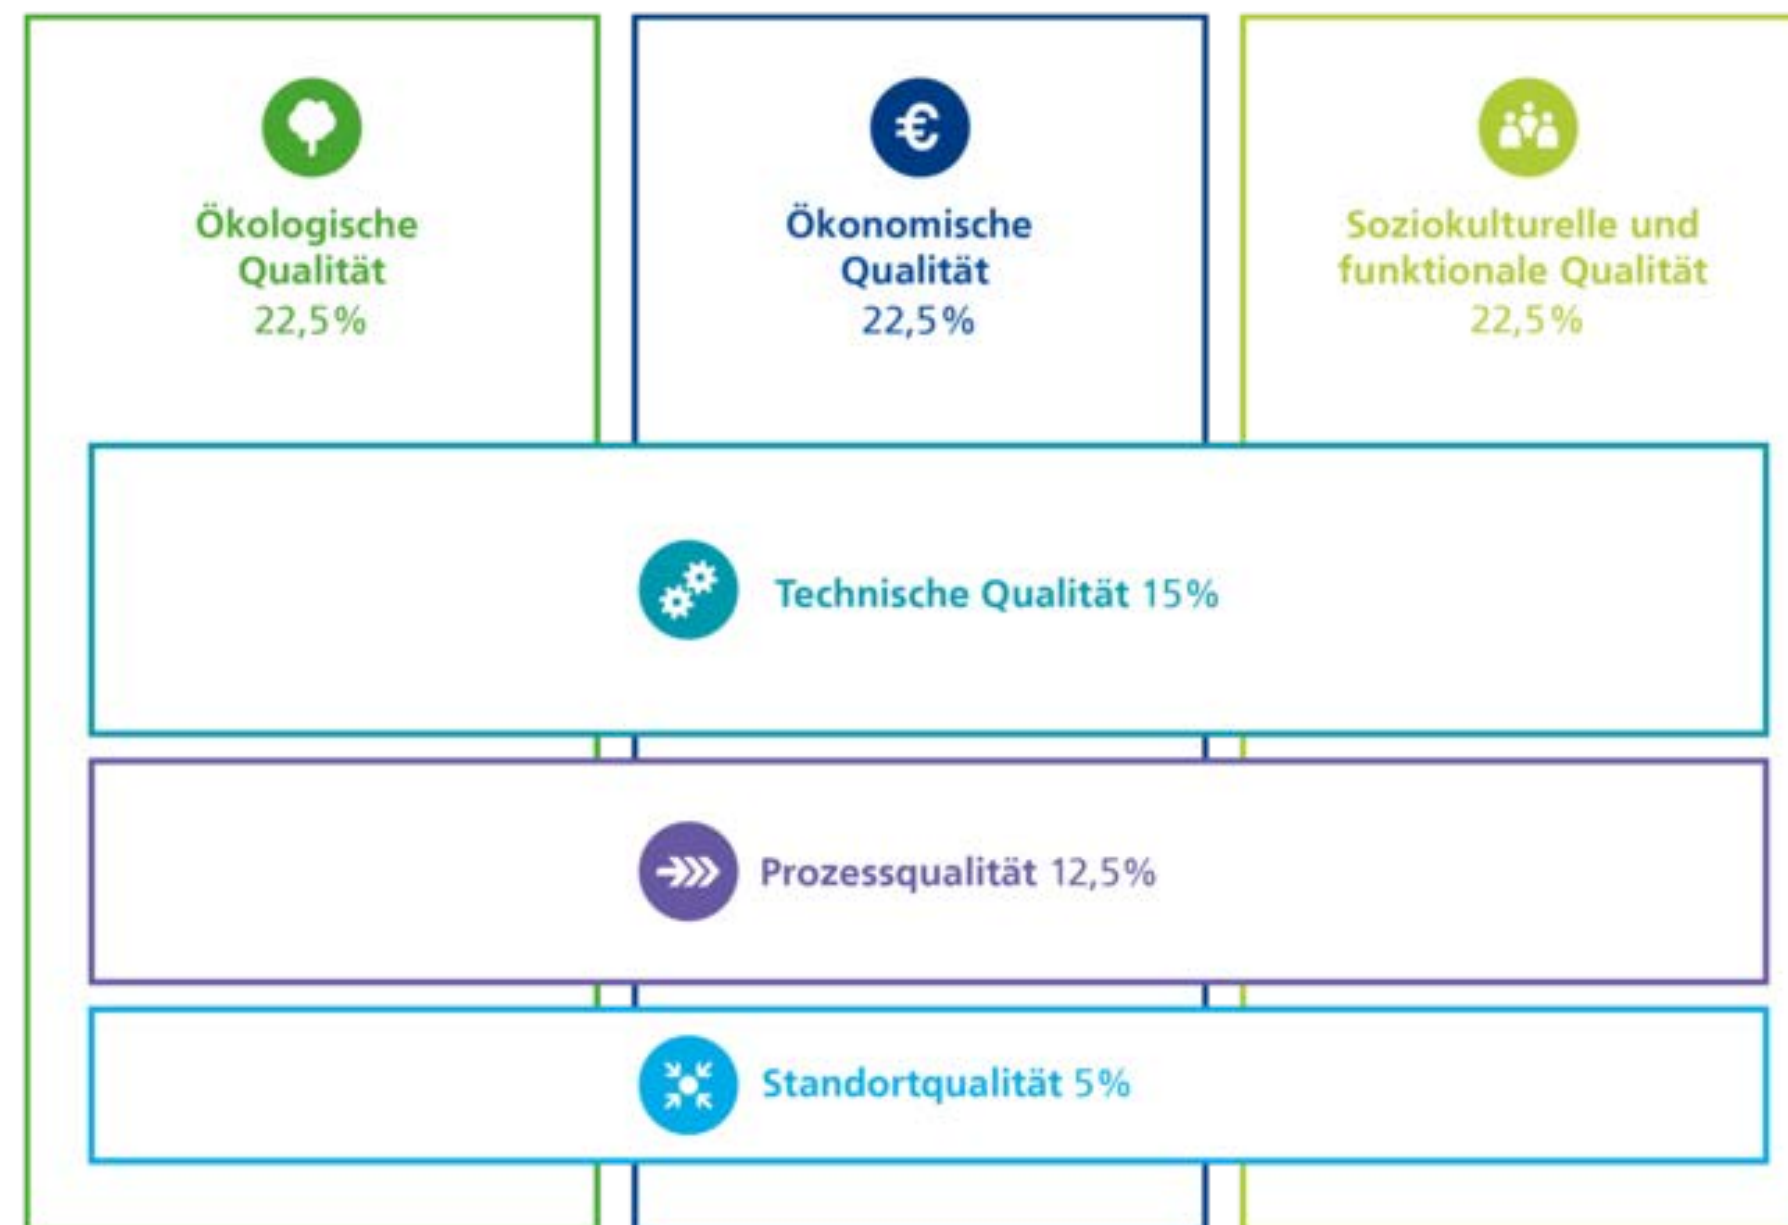 Ökologische
Qualität
22,5%
Ökonomische
Qualität
22,5%
Soziokulturelle und
funktionale Qualität
22,5%
Technische Qualität 15%
Prozessqualität 12,5%
Standortqualität 5%